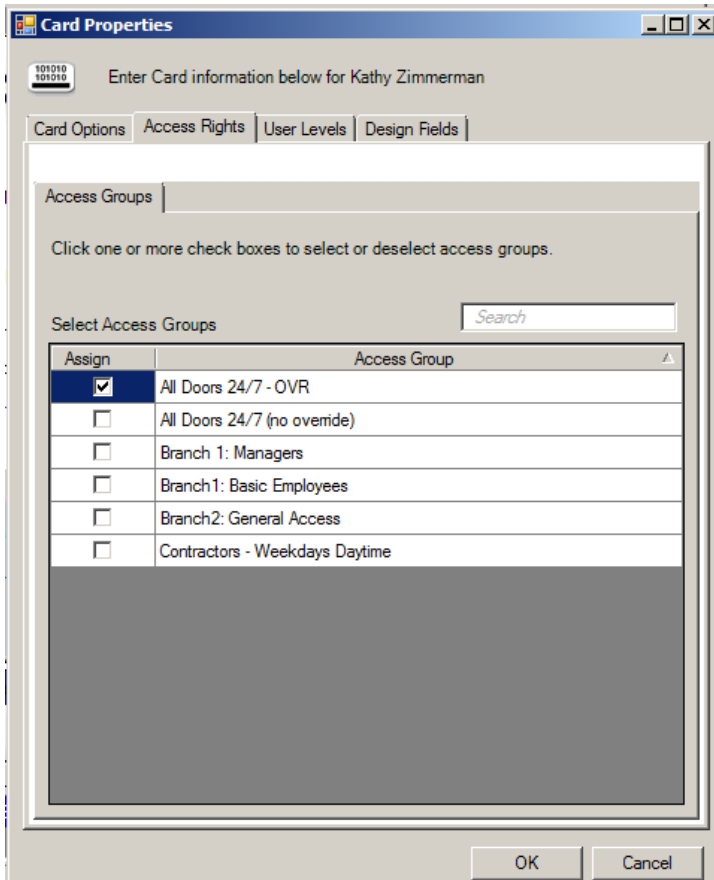 Card Properties
101010
101010
Enter Card information below for Kathy Zimmerman
Card Options Access Rights User Levels Design Fields
Access Groups
Click one or more check boxes to select or deselect access groups.
Select Access Groups Search
Assign Access Group
All Doors 24/7 - OVR
All Doors 24/7 (no override)
Branch 1: Managers
Branch1: Basic Employees
Branch2: General Access
Contractors - Weekdays Daytime
OK Cancel